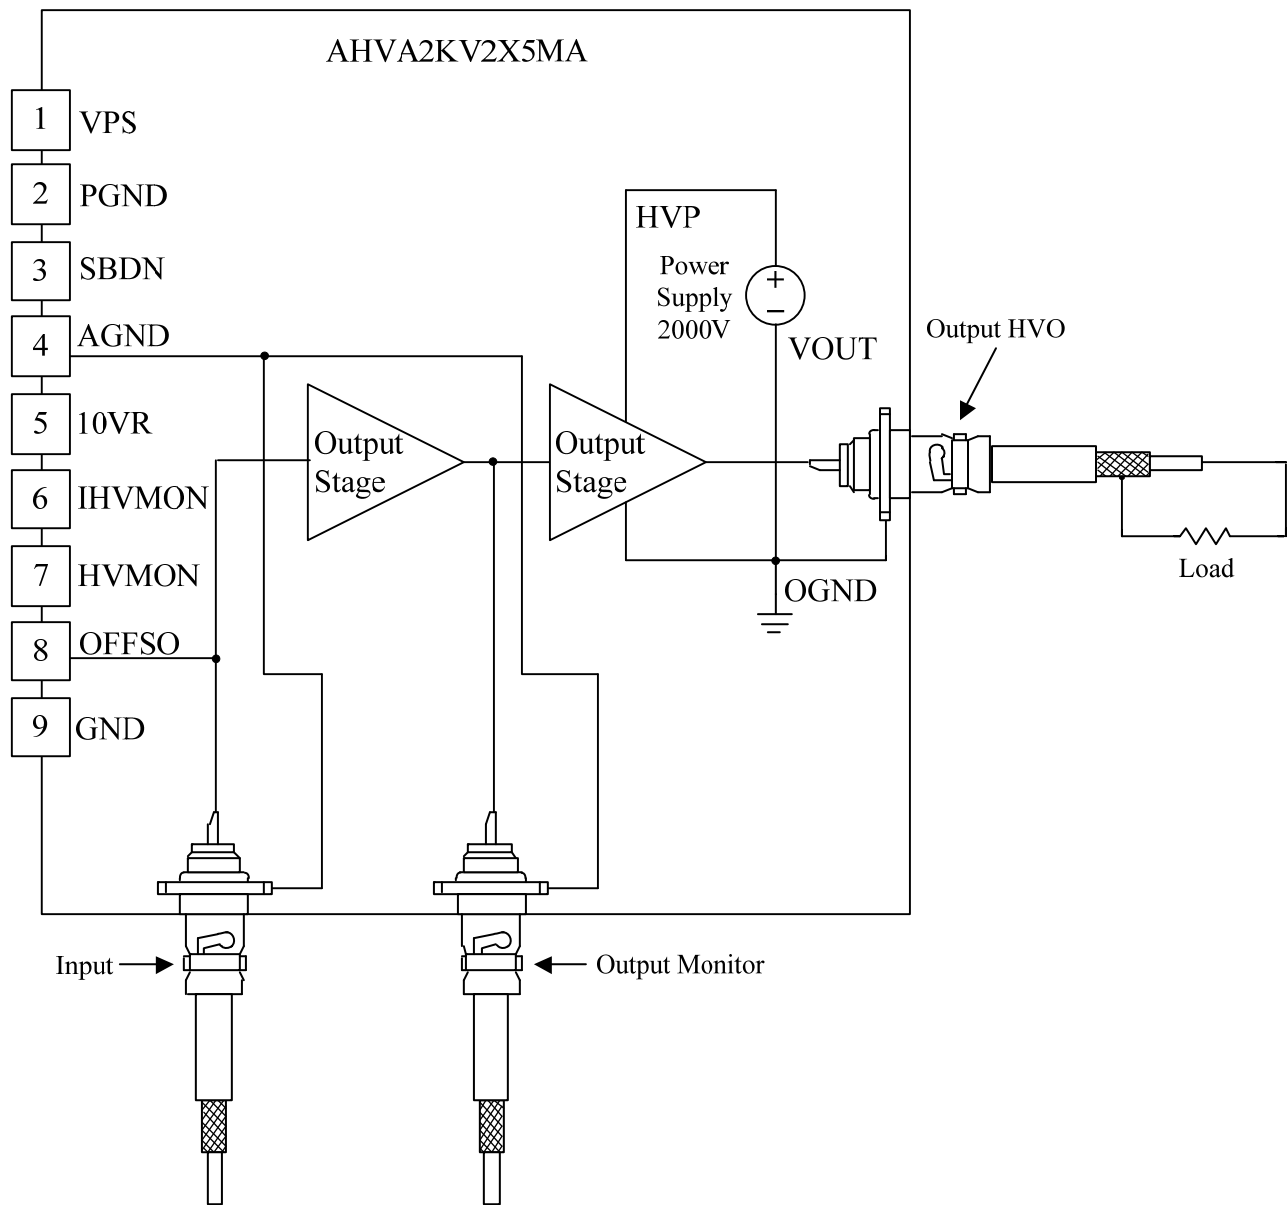 AHVA2KV2X5MA
1 VPS
2 PGND
3 SBDN
4 AGND
5 10VR
6 IHVMON
7 HVMON
8 OFFSO
9 GND
HVP
Power
Supply
2000V
VOUT
Output HVO
Output
Stage
Output
Stage
OGND
Load
Input
Output Monitor